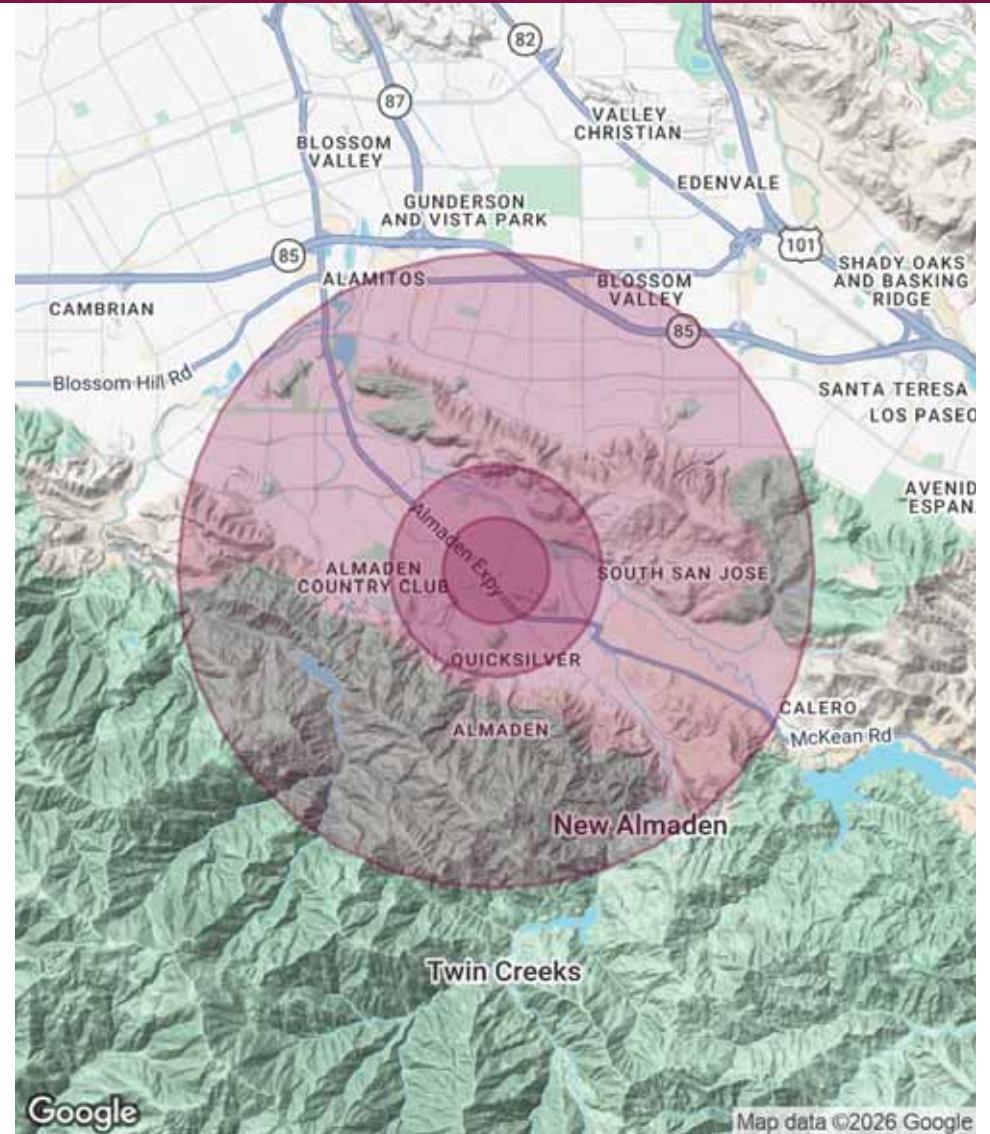 82
87
VALLEY
CHRISTIAN
BLOSSOM
VALLEY
EDENVALE
GUNDERSON
AND VISTA PARK
101
85
SHADY OAKS
AND BASKING
RIDGE
ALAMITOS
BLOSSOM
VALLEY
CAMBRIAN
85
Blossom Hill Rd
SANTA TERESA
LOS PASEO
AVENID
ESPAN
Almaden Expy
ALMADEN
COUNTRY CLUB
SOUTH SAN JOSE
QUICKSILVER
CALERO
ALMADEN
McKean Rd
New Almaden
Twin Creeks
Google
Map data ©2026 Google